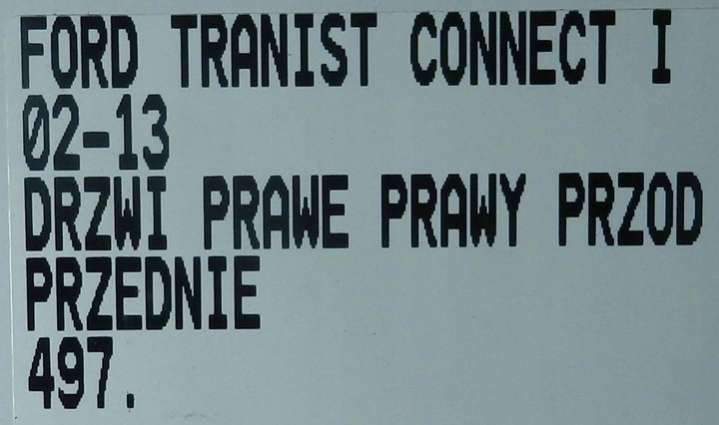 FORD TRANIST CONNECT I
02-13
DRZWI PRAWE PRAWY PRZOD
PRZEDNIE
497.